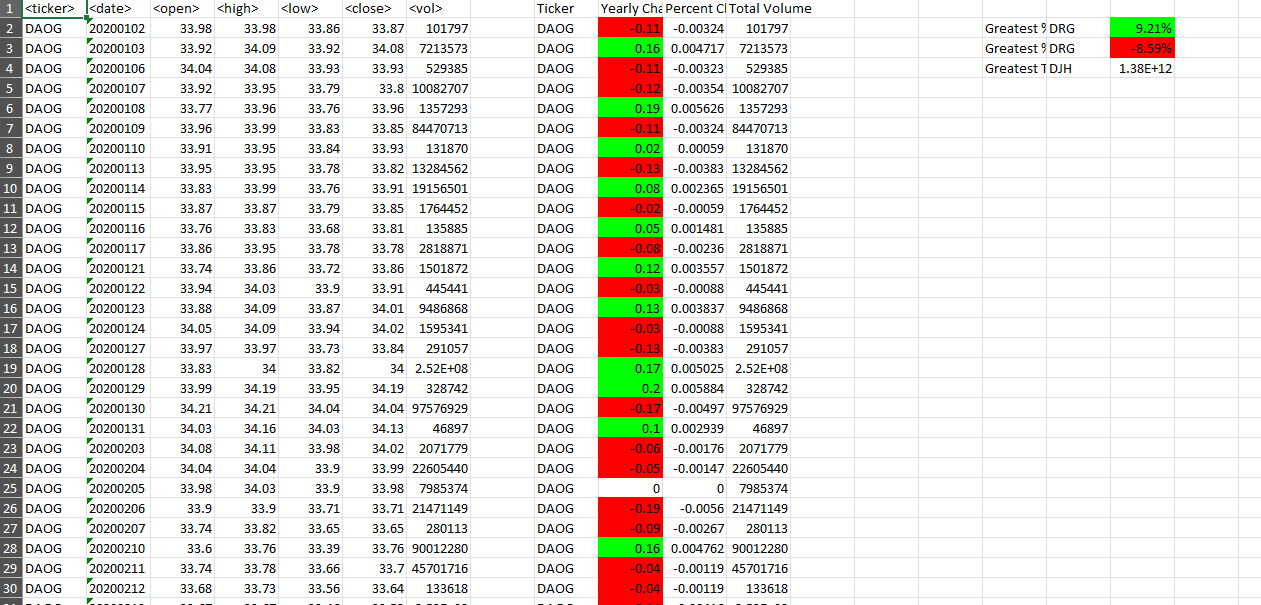 1 <ticker> <date> <open> <high> <low> <close> <vol> Ticker Yearly Cha Percent Cl Total Volume
2 DAOG 20200102 33.98 33.98 33.86 33.87 101797 DAOG -0.11 -0.00324 101797 Greatest % DRG 9.21%
3 DAOG 20200103 33.92 34.09 33.92 34.08 7213573 DAOG 0.16 0.004717 7213573 Greatest % DRG -8.59%
4 DAOG 20200106 34.04 34.08 33.93 33.93 529385 DAOG -0.11 -0.00323 529385 Greatest T DJH 1.38E+12
5 DAOG 20200107 33.92 33.95 33.79 33.8 10082707 DAOG -0.12 -0.00354 10082707
6 DAOG 20200108 33.77 33.96 33.76 33.96 1357293 DAOG 0.19 0.005626 1357293
7 DAOG 20200109 33.96 33.99 33.83 33.85 84470713 DAOG -0.11 -0.00324 84470713
8 DAOG 20200110 33.91 33.95 33.84 33.93 131870 DAOG 0.02 0.00059 131870
9 DAOG 20200113 33.95 33.95 33.78 33.82 13284562 DAOG -0.13 -0.00383 13284562
10 DAOG 20200114 33.83 33.99 33.76 33.91 19156501 DAOG 0.08 0.002365 19156501
11 DAOG 20200115 33.87 33.87 33.79 33.85 1764452 DAOG -0.02 -0.00059 1764452
12 DAOG 20200116 33.76 33.83 33.68 33.81 135885 DAOG 0.05 0.001481 135885
13 DAOG 20200117 33.86 33.95 33.78 33.78 2818871 DAOG -0.08 -0.00236 2818871
14 DAOG 20200121 33.74 33.86 33.72 33.86 1501872 DAOG 0.12 0.003557 1501872
15 DAOG 20200122 33.94 34.03 33.9 33.91 445441 DAOG -0.03 -0.00088 445441
16 DAOG 20200123 33.88 34.09 33.87 34.01 9486868 DAOG 0.13 0.003837 9486868
17 DAOG 20200124 34.05 34.09 33.94 34.02 1595341 DAOG -0.03 -0.00088 1595341
18 DAOG 20200127 33.97 33.97 33.73 33.84 291057 DAOG -0.13 -0.00383 291057
19 DAOG 20200128 33.83 34 33.82 34 2.52E+08 DAOG 0.17 0.005025 2.52E+08
20 DAOG 20200129 33.99 34.19 33.95 34.19 328742 DAOG 0.2 0.005884 328742
21 DAOG 20200130 34.21 34.21 34.04 34.04 97576929 DAOG -0.17 -0.00497 97576929
22 DAOG 20200131 34.03 34.16 34.03 34.13 46897 DAOG 0.1 0.002939 46897
23 DAOG 20200203 34.08 34.11 33.98 34.02 2071779 DAOG -0.06 -0.00176 2071779
24 DAOG 20200204 34.04 34.04 33.9 33.99 22605440 DAOG -0.05 -0.00147 22605440
25 DAOG 20200205 33.98 34.03 33.9 33.98 7985374 DAOG 0 0 7985374
26 DAOG 20200206 33.9 33.9 33.71 33.71 21471149 DAOG -0.19 -0.0056 21471149
27 DAOG 20200207 33.74 33.82 33.65 33.65 280113 DAOG -0.09 -0.00267 280113
28 DAOG 20200210 33.6 33.76 33.39 33.76 90012280 DAOG 0.16 0.004762 90012280
29 DAOG 20200211 33.74 33.78 33.66 33.7 45701716 DAOG -0.04 -0.00119 45701716
30 DAOG 20200212 33.68 33.73 33.56 33.64 133618 DAOG -0.04 -0.00119 133618